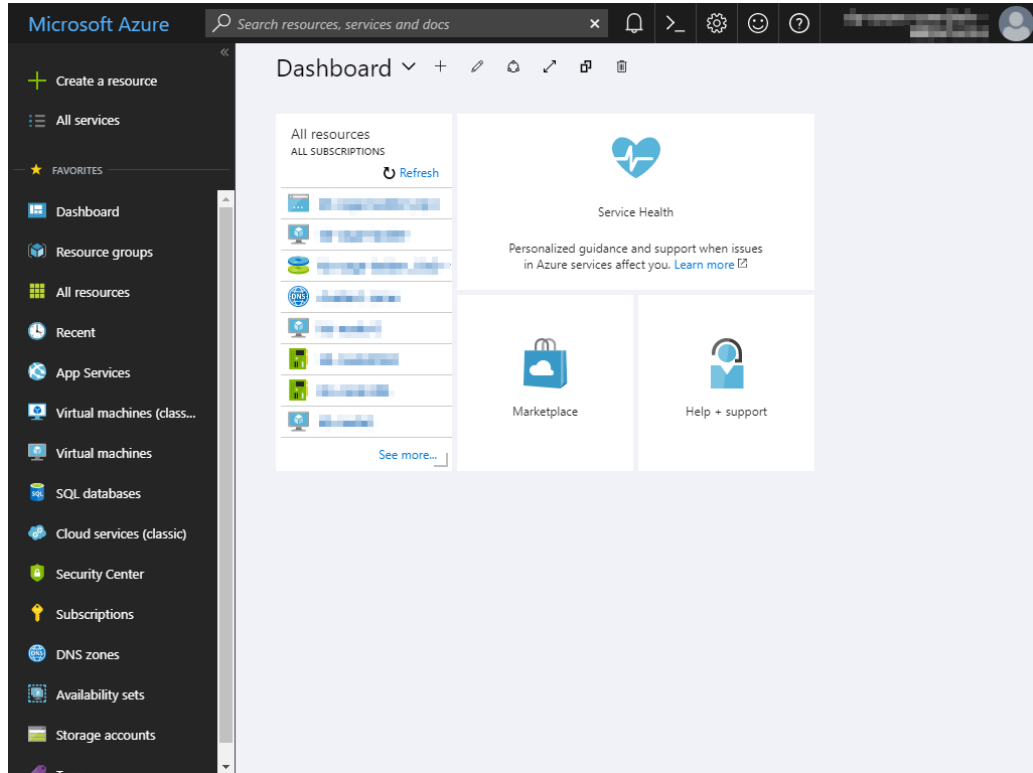 Microsoft Azure
Search resources, services and docs
Create a resource
All services
FAVORITES
Dashboard
Resource groups
All resources
Recent
App Services
Virtual machines (class...
Virtual machines
SQL databases
Cloud services (classic)
Security Center
Subscriptions
DNS zones
Availability sets
Storage accounts
Dashboard
All resources
ALL SUBSCRIPTIONS
Refresh
See more...
Service Health
Personalized guidance and support when issues
in Azure services affect you. Learn more
Marketplace
Help + support